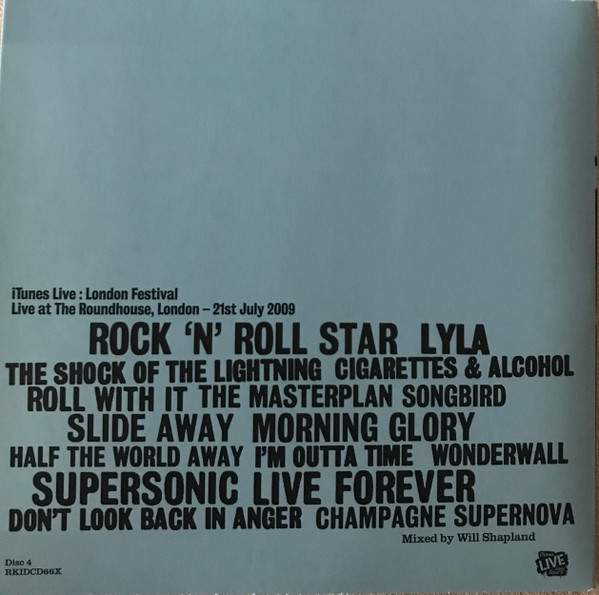 iTunes Live : London Festival
Live at The Roundhouse, London – 21st July 2009
ROCK ‘N’ ROLL STAR LYLA
THE SHOCK OF THE LIGHTNING CIGARETTES & ALCOHOL
ROLL WITH IT THE MASTERPLAN SONGBIRD
SLIDE AWAY MORNING GLORY
HALF THE WORLD AWAY I’M OUTTA TIME WONDERWALL
SUPERSONIC LIVE FOREVER
DON’T LOOK BACK IN ANGER CHAMPAGNE SUPERNOVA
Mixed by Will Shapland
Disc 4
RKIDCD66X
LIVE